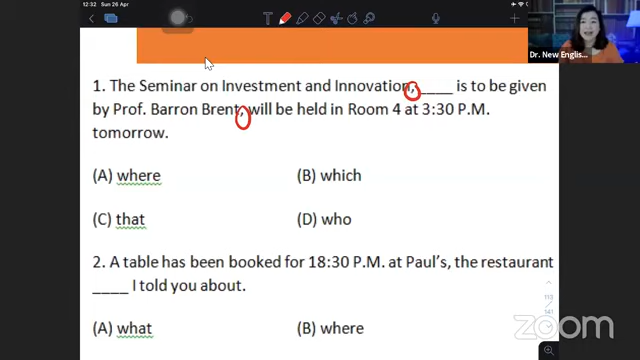 12:32 Sun 26 Apr
Dr. New Englis...
1. The Seminar on Investment and Innovation, ____ is to be given
by Prof. Barron Brent, will be held in Room 4 at 3:30 P.M.
tomorrow.
(A) where (B) which
(C) that (D) who
2. A table has been booked for 18:30 P.M. at Paul's, the restaurant
____ I told you about.
(A) what (B) where
113
141
zoom